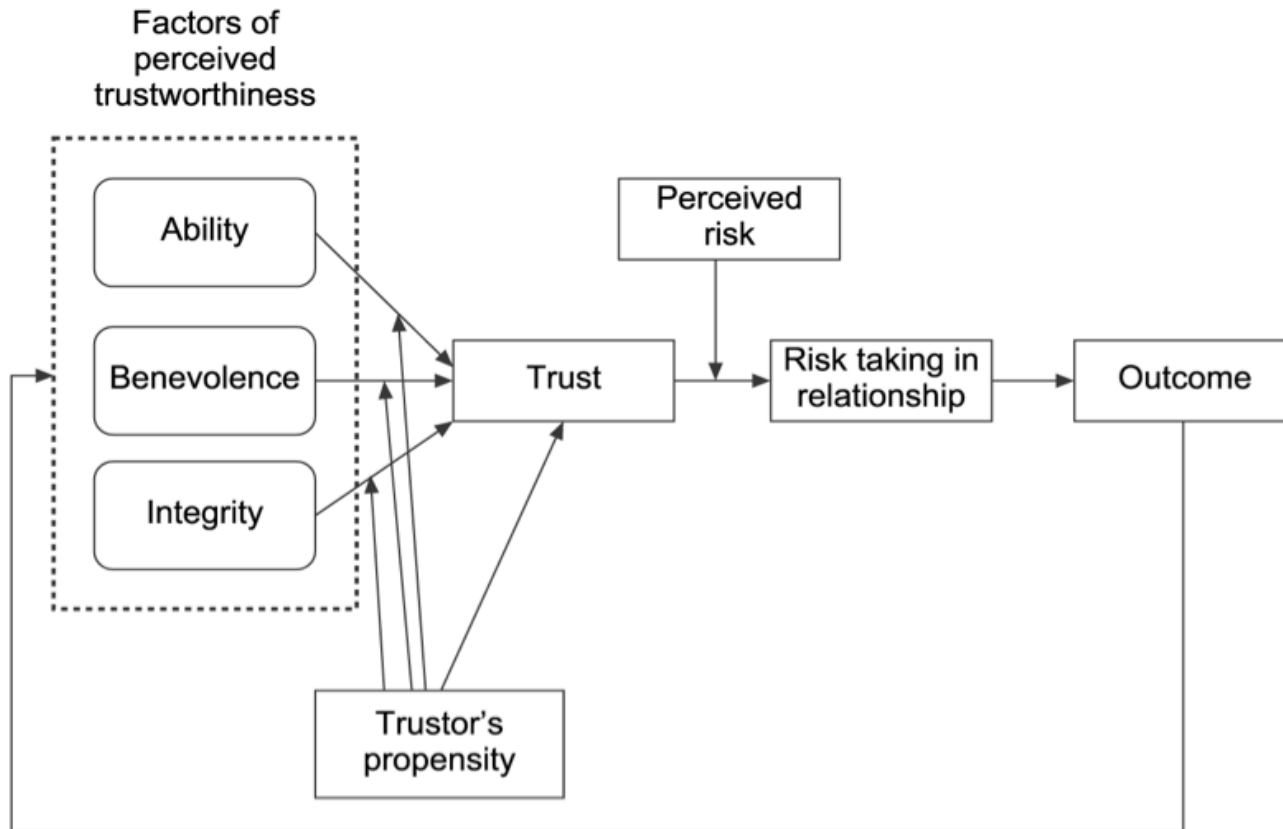 Factors of
perceived
trustworthiness
Ability
Benevolence
Integrity
Perceived
risk
Trust
Risk taking in
relationship
Outcome
Trustor's
propensity